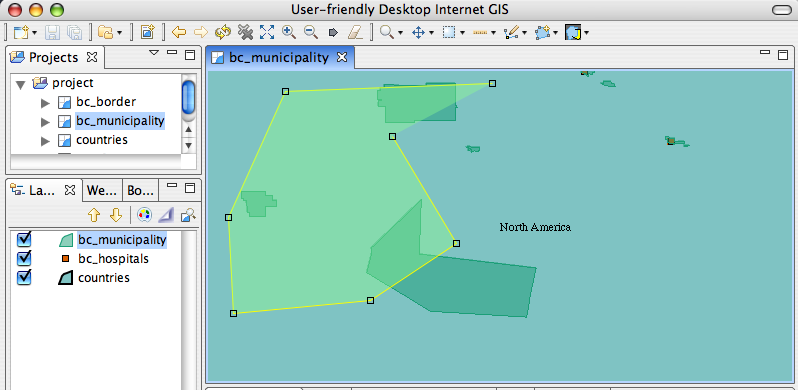 User-friendly Desktop Internet GIS
Projects
project
bc_border
bc_municipality
countries
La...
We...
Bo...
bc_municipality
bc_hospitals
countries
bc_municipality
North America